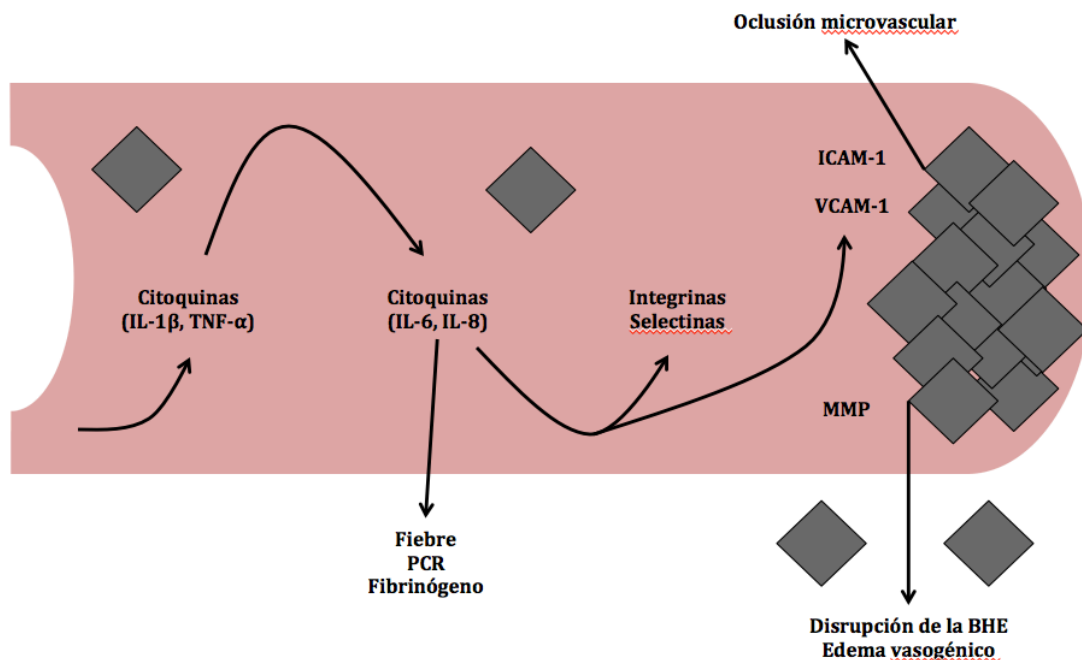 Oclusión microvascular
ICAM-1
VCAM-1
Citoquinas
(IL-1β, TNF-α)
Citoquinas
(IL-6, IL-8)
Integrinas
Selectinas
MMP
Fiebre
PCR
Fibrinógeno
Disrupción de la BHE
Edema vasogénico